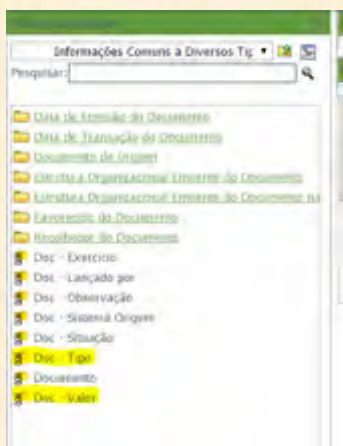 Informações Comuns a Diversos Tip
Pesquisar:
Data de Emissão do Documento
Data de Transação do Documento
Documento de Origem
Estrutura Organizacional Emitente do Documento
Estrutura Organizacional Emitente do Documento na
Favorecido do Documento
Recolhedor do Documento
Doc - Exercício
Doc - Lançado por
Doc - Observação
Doc - Sistema Origem
Doc - Situação
Doc - Tipo
Documento
Doc - Valor